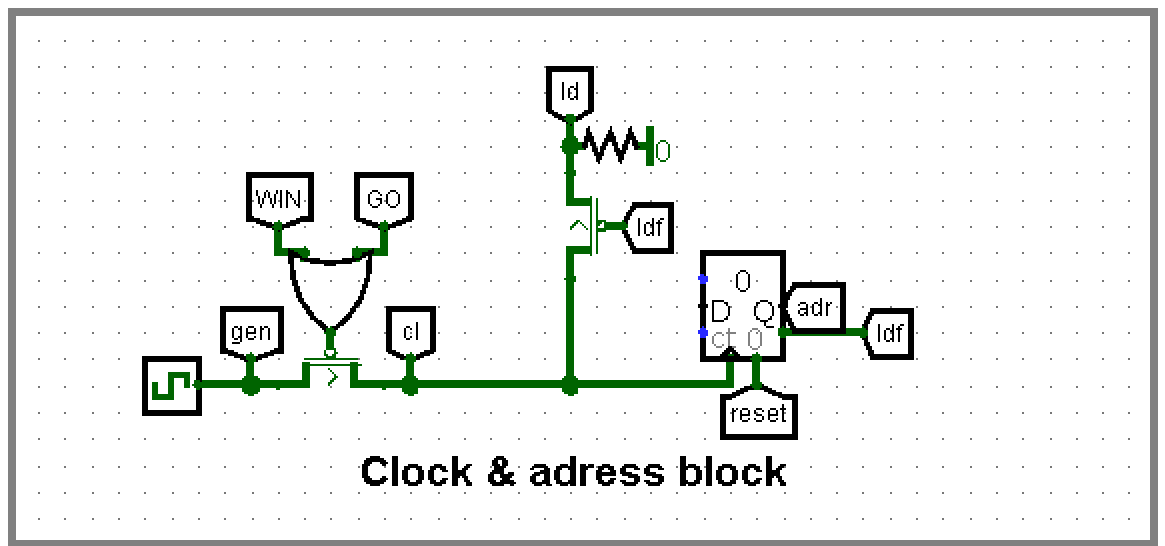 ld
0
WIN
GO
ldf
0
D
Q
adr
gen
cl
ct
0
ldf
reset
Clock & adress block